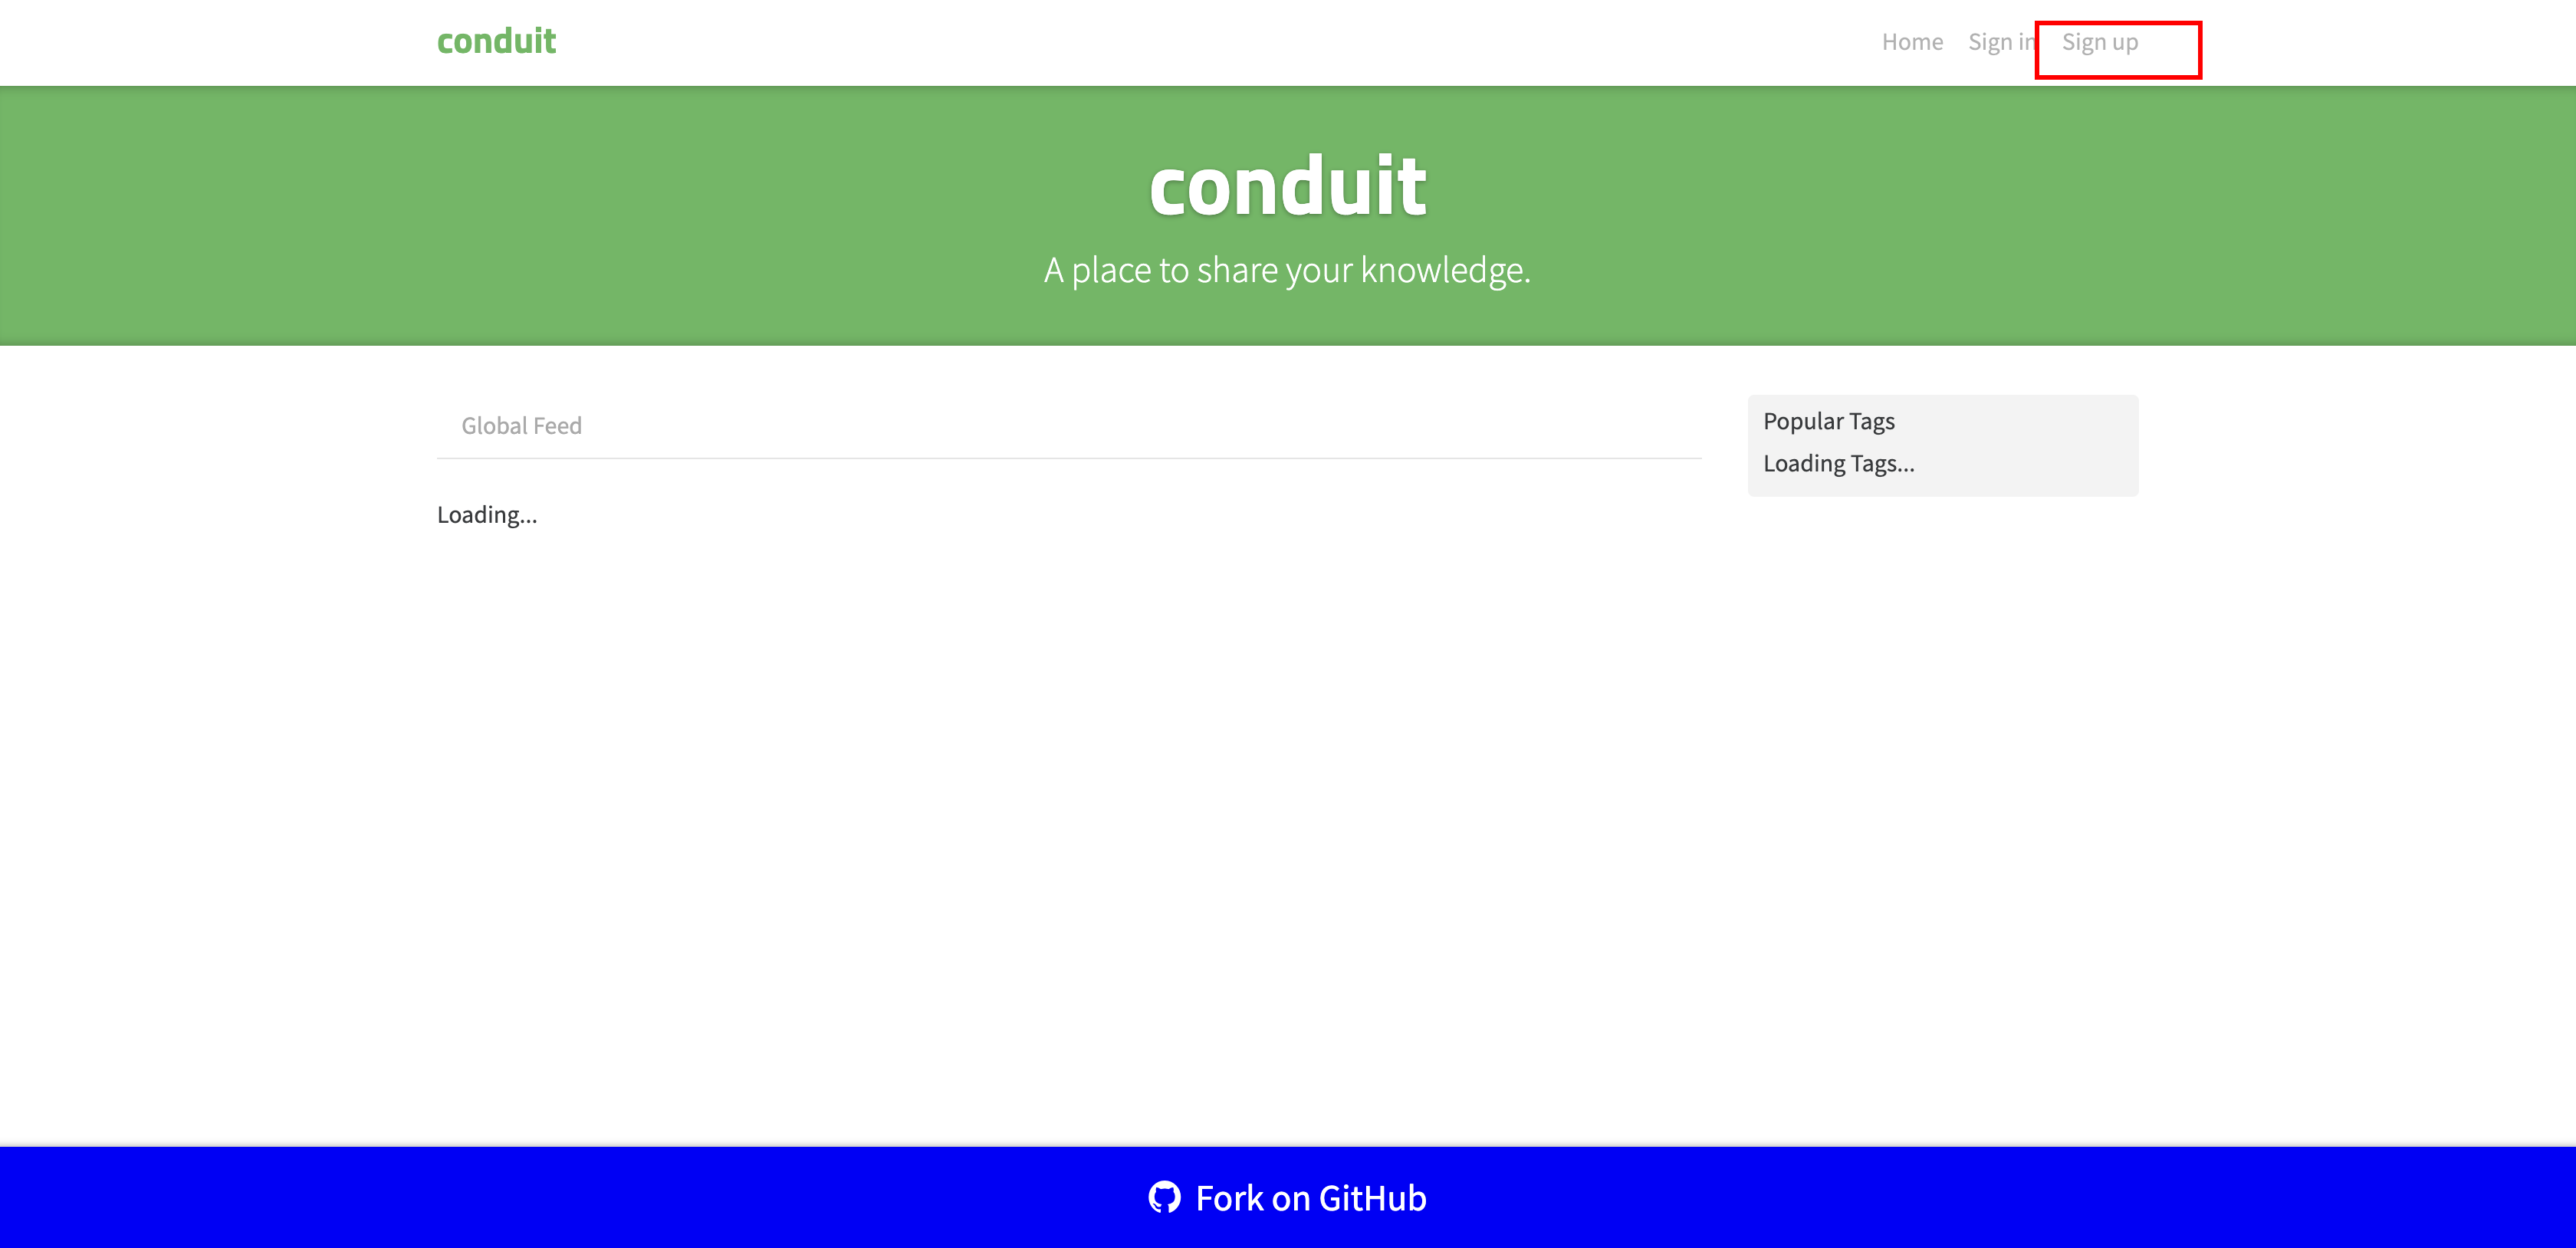 conduit
Home Sign in Sign up
conduit
A place to share your knowledge.
Global Feed
Popular Tags
Loading Tags...
Loading...
Fork on GitHub